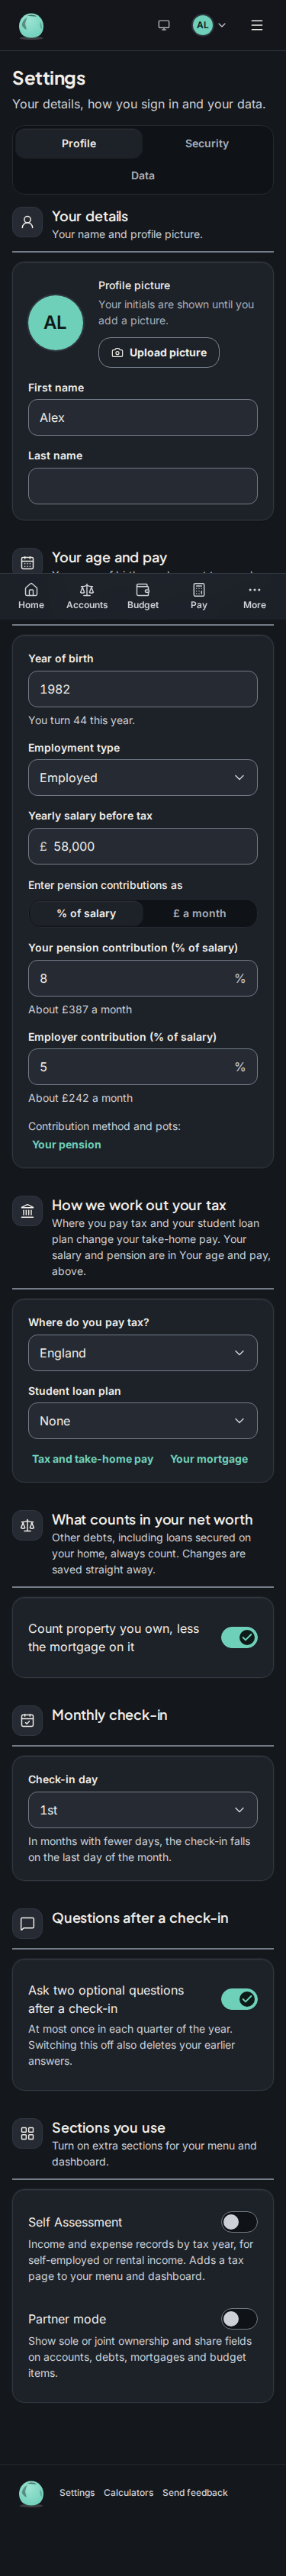 AL
Settings
Your details, how you sign in and your data.
Profile
Security
Data
Your details
Your name and profile picture.
AL
Profile picture
Your initials are shown until you
add a picture.
Upload picture
First name
Alex
Last name
Your age and pay
Home
Accounts
Budget
Pay
More
Year of birth
1982
You turn 44 this year.
Employment type
Employed
Yearly salary before tax
£ 58,000
Enter pension contributions as
% of salary
£ a month
Your pension contribution (% of salary)
8 %
About £387 a month
Employer contribution (% of salary)
5 %
About £242 a month
Contribution method and pots:
Your pension
How we work out your tax
Where you pay tax and your student loan
plan change your take-home pay. Your
salary and pension are in Your age and pay,
above.
Where do you pay tax?
England
Student loan plan
None
Tax and take-home pay
Your mortgage
What counts in your net worth
Other debts, including loans secured on
your home, always count. Changes are
saved straight away.
Count property you own, less
the mortgage on it
Monthly check-in
Check-in day
1st
In months with fewer days, the check-in falls
on the last day of the month.
Questions after a check-in
Ask two optional questions
after a check-in
At most once in each quarter of the year.
Switching this off also deletes your earlier
answers.
Sections you use
Turn on extra sections for your menu and
dashboard.
Self Assessment
Income and expense records by tax year, for
self-employed or rental income. Adds a tax
page to your menu and dashboard.
Partner mode
Show sole or joint ownership and share fields
on accounts, debts, mortgages and budget
items.
Settings
Calculators
Send feedback